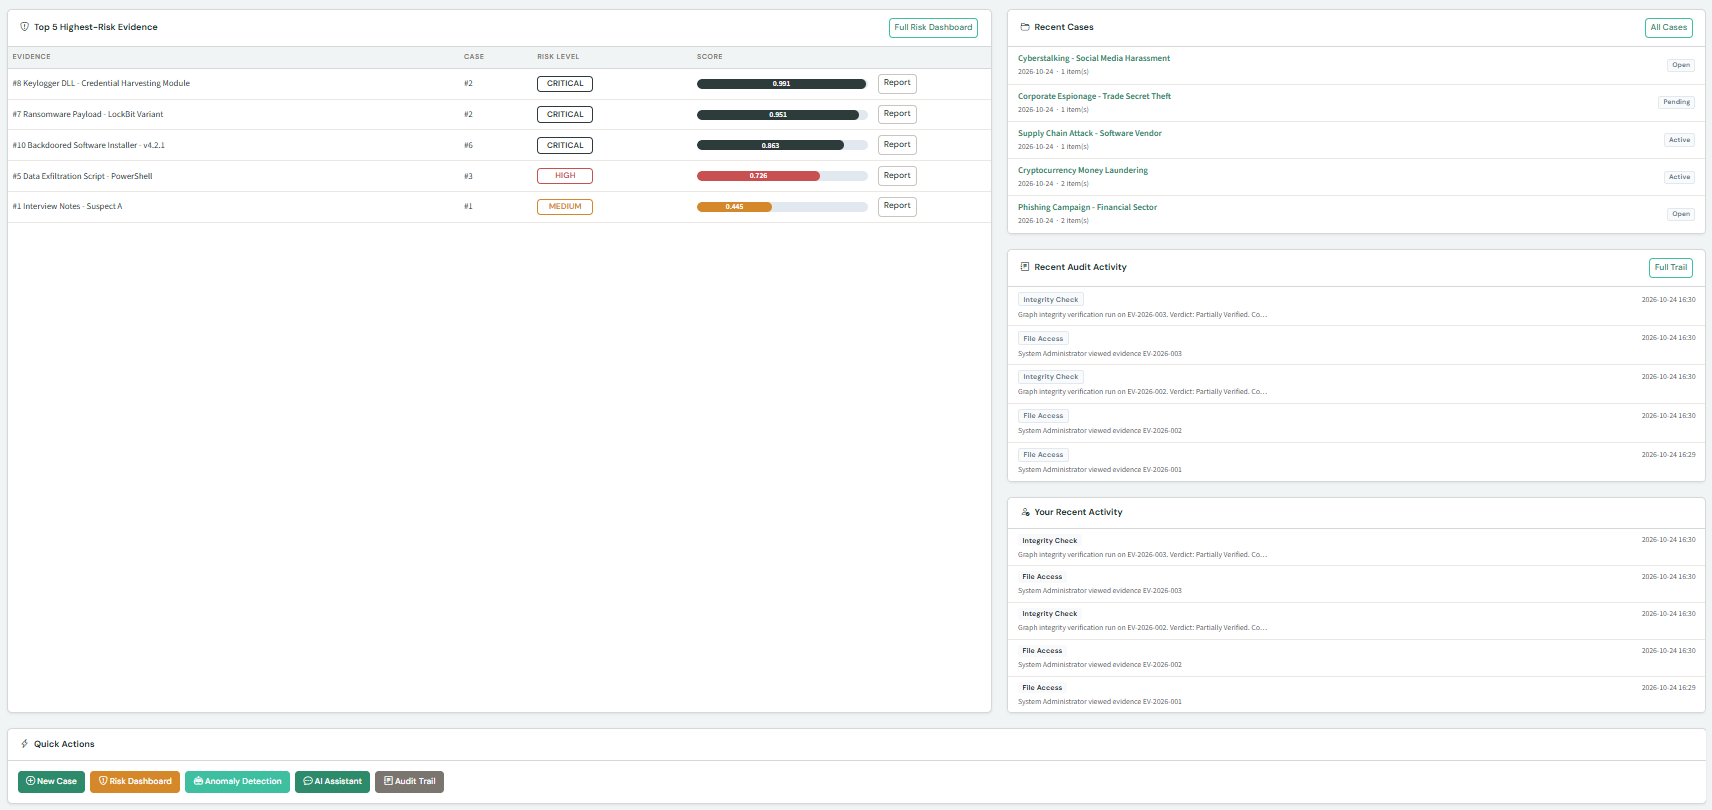 Top 5 Highest-Risk Evidence
Full Risk Dashboard
EVIDENCE CASE RISK LEVEL SCORE
#8 Keylogger DLL - Credential Harvesting Module #2 CRITICAL 0.991 Report
#7 Ransomware Payload - LockBit Variant #2 CRITICAL 0.951 Report
#10 Backdoored Software Installer - v4.2.1 #6 CRITICAL 0.863 Report
#5 Data Exfiltration Script - PowerShell #3 HIGH 0.726 Report
#1 Interview Notes - Suspect A #1 MEDIUM 0.445 Report
Recent Cases
All Cases
Cyberstalking - Social Media Harassment
2026-10-24 · 1 item(s)
Open
Corporate Espionage - Trade Secret Theft
2026-10-24 · 1 item(s)
Pending
Supply Chain Attack - Software Vendor
2026-10-24 · 1 item(s)
Active
Cryptocurrency Money Laundering
2026-10-24 · 2 item(s)
Active
Phishing Campaign - Financial Sector
2026-10-24 · 2 item(s)
Open
Recent Audit Activity
Full Trail
Integrity Check 2026-10-24 16:30
Graph integrity verification run on EV-2026-003. Verdict: Partially Verified. Co...
File Access 2026-10-24 16:30
System Administrator viewed evidence EV-2026-003
Integrity Check 2026-10-24 16:30
Graph integrity verification run on EV-2026-002. Verdict: Partially Verified. Co...
File Access 2026-10-24 16:30
System Administrator viewed evidence EV-2026-002
File Access 2026-10-24 16:29
System Administrator viewed evidence EV-2026-001
Your Recent Activity
Integrity Check 2026-10-24 16:30
Graph integrity verification run on EV-2026-003. Verdict: Partially Verified. Co...
File Access 2026-10-24 16:30
System Administrator viewed evidence EV-2026-003
Integrity Check 2026-10-24 16:30
Graph integrity verification run on EV-2026-002. Verdict: Partially Verified. Co...
File Access 2026-10-24 16:30
System Administrator viewed evidence EV-2026-002
File Access 2026-10-24 16:29
System Administrator viewed evidence EV-2026-001
Quick Actions
New Case Risk Dashboard Anomaly Detection AI Assistant Audit Trail